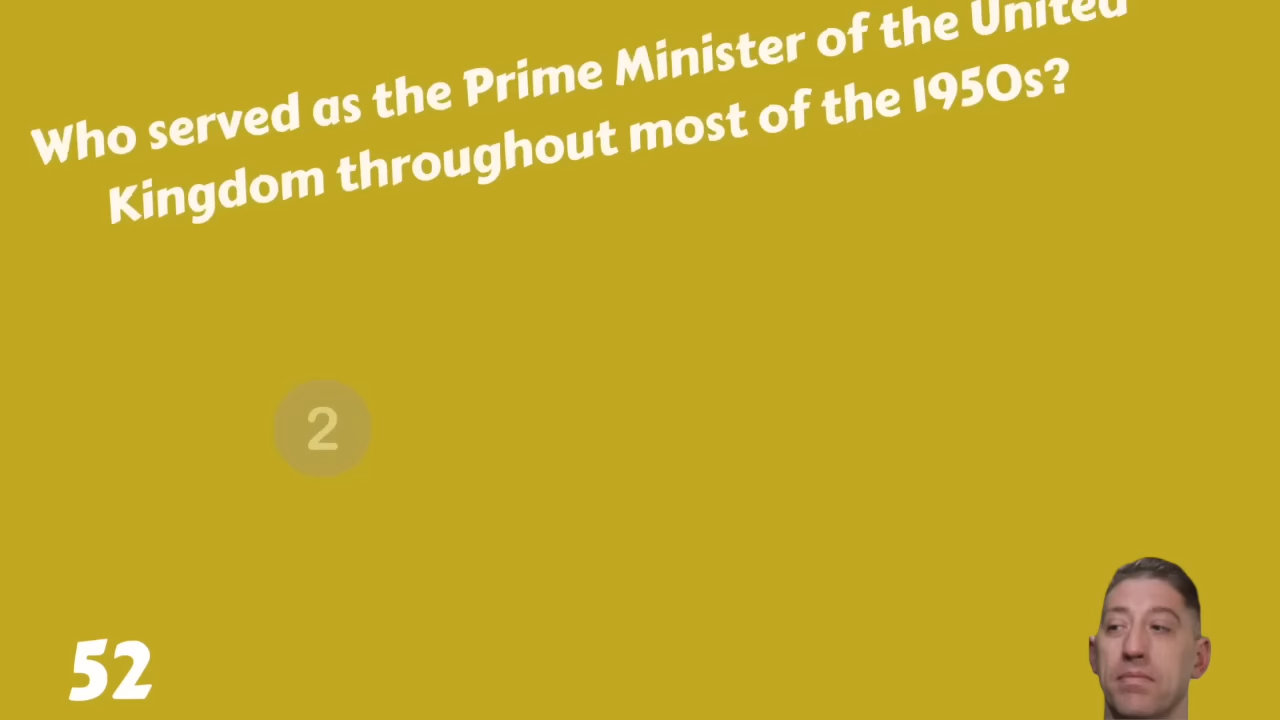 Who served as the Prime Minister of the United
Kingdom throughout most of the 1950s?
2
52